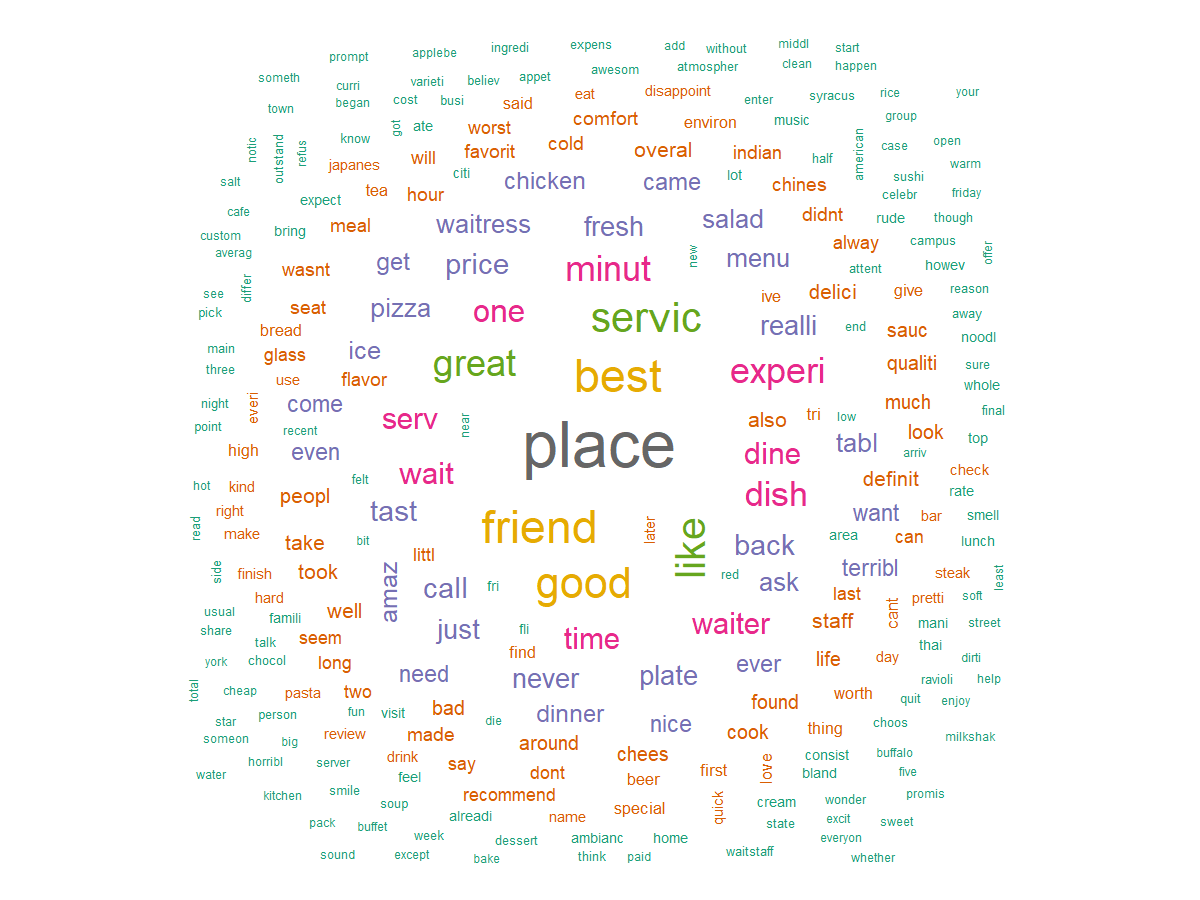 ingredi expens add without middl start
prompt applebe awesom atmospher clean happen
someth curri varieti believ appet disappoint rice your
town began cost busi said eat enter syracus
got ate worst comfort environ music group
notic outstand refus know favorit cold overal indian half american case open
japanes will citi chicken came lot chines sushi warm
salt expect tea hour celebr friday
cafe bring meal waitress fresh salad didnt rude though
custom averag get price minut new menu alway campus offer
see differ wasnt attent howev
pick seat pizza one servic ive delici give reason
bread realli end sauc away noodl
main glass ice great best experi qualiti sure
three use flavor whole
night everi come serv near also tri low much final
point recent place look top
high even dine tabl arriv
hot kind peopl felt wait dish definit check rate
read right tast friend later like want bar smell
make take bit littl back area can lunch
side finish took amaz call fri good red ask terribl steak least
usual hard famili well last cant pretti soft
share talk seem just fli time waiter staff mani street
york chocol long find ever life day thai dirti
total cheap pasta two need never plate worth ravioli help
star person fun visit bad die dinner nice found quit enjoy
someon big review made around cook thing choos milkshak
water horribl server drink say dont chees first love consist buffalo
kitchen smile feel recommend beer bland five
pack buffet soup alreadi name special quick cream wonder promis
week dessert ambianc home state excit sweet
sound except bake think paid waitstaff everyon whether